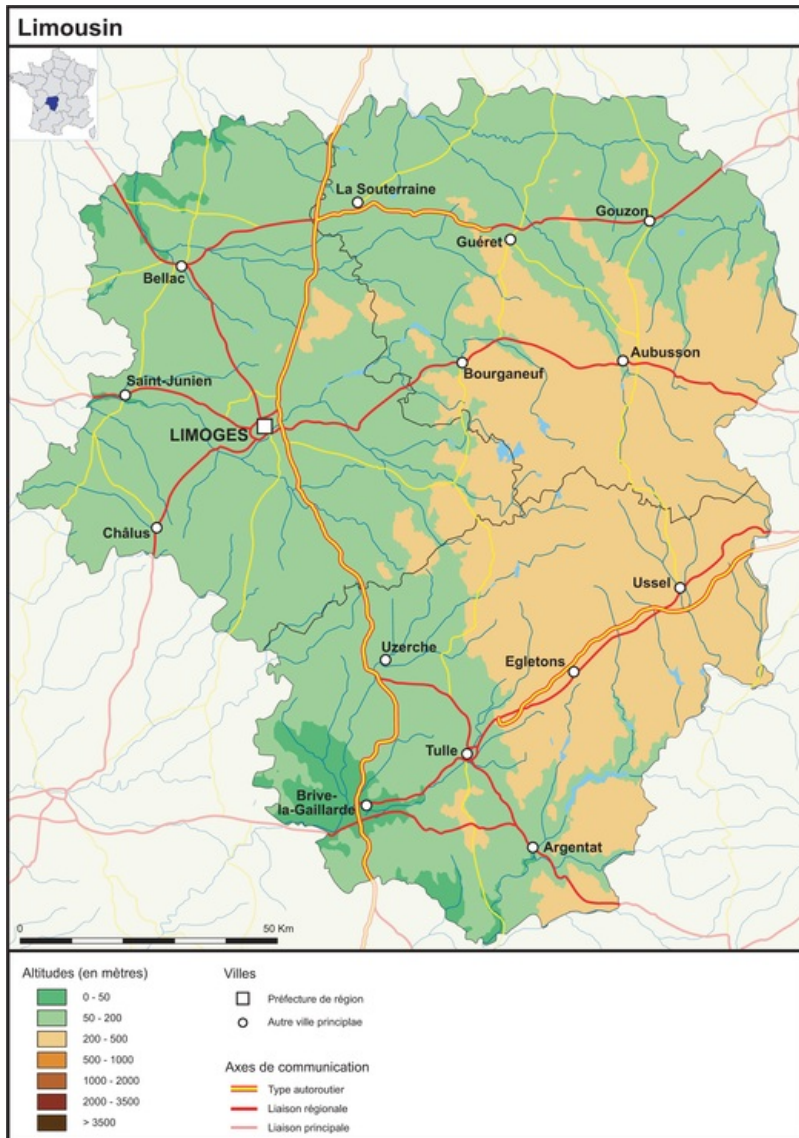 Limousin
La Souterraine
Gouzon
Guéret
Bellac
Aubusson
Bourganeuf
Saint-Junien
LIMOGES
Châlus
Ussel
Uzerche
Egletons
Tulle
Brive-
la-Gaillarde
Argentat
0 50 Km
Altitudes (en mètres)
0 - 50
50 - 200
200 - 500
500 - 1000
1000 - 2000
2000 - 3500
> 3500
Villes
Préfecture de région
Autre ville principlae
Axes de communication
Type autoroutier
Liaison régionale
Liaison principale